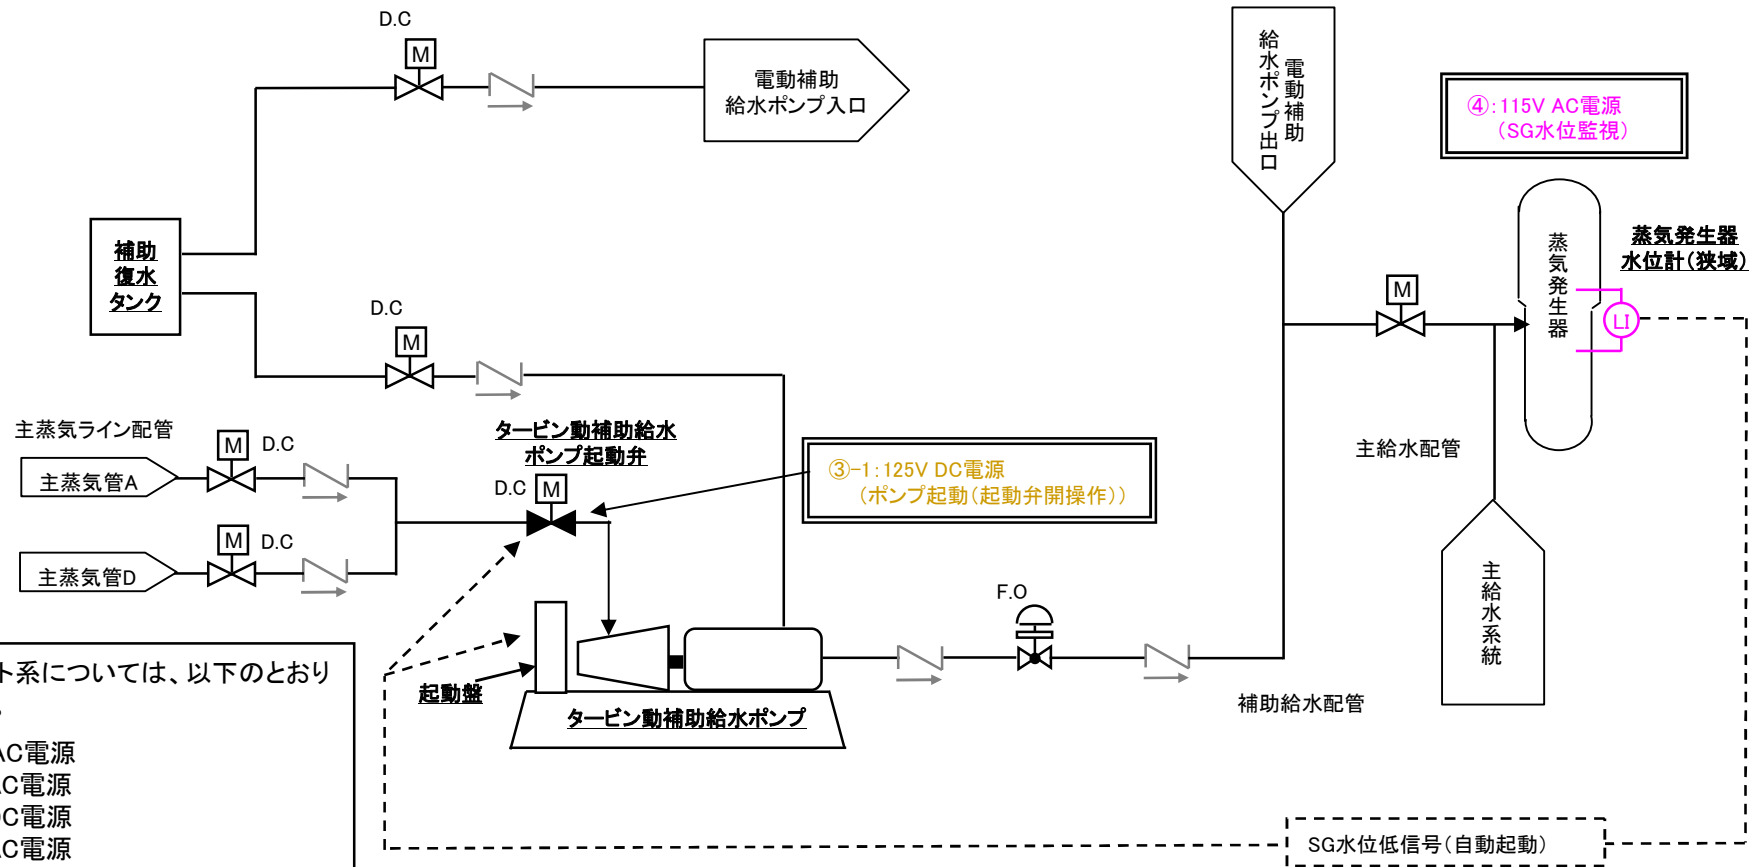 D.C
M
電動補助
給水ポンプ入口
電動補助
給水ポンプ出口
④:115V AC電源
(SG水位監視)
補助
復水
タンク
蒸気発生器
蒸気発生器
水位計(狭域)
LI
D.C
M
M
主蒸気ライン配管
M
D.C
主蒸気管A
タービン動補助給水
ポンプ起動弁
D.C
M
③-1:125V DC電源
(ポンプ起動(起動弁開操作))
主給水配管
M
D.C
主蒸気管D
主給水系統
F.O
起動盤
タービン動補助給水ポンプ
補助給水配管
ト系については、以下のとおり
AC電源
AC電源
DC電源
AC電源
SG水位低信号(自動起動)